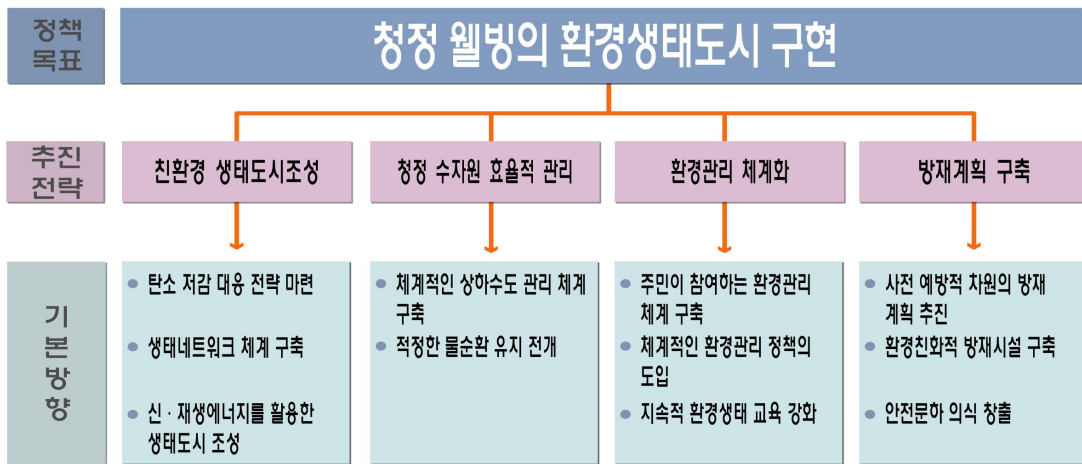 정책
목표
청정 웰빙의 환경생태도시 구현
추진
전략
친환경 생태도시조성
청정 수자원 효율적 관리
환경관리 체계화
방재계획 구축
기
본
방
향
• 탄소 저감 대응 전략 마련
• 생태네트워크 체계 구축
• 신 · 재생에너지를 활용한
생태도시 조성
• 체계적인 상하수도 관리 체계
구축
• 적정한 물순환 유지 전개
• 주민이 참여하는 환경관리
체계 구축
• 체계적인 환경관리 정책의
도입
• 지속적 환경생태 교육 강화
• 사전 예방적 차원의 방재
계획 추진
• 환경친화적 방재시설 구축
• 안전문하 의식 창출